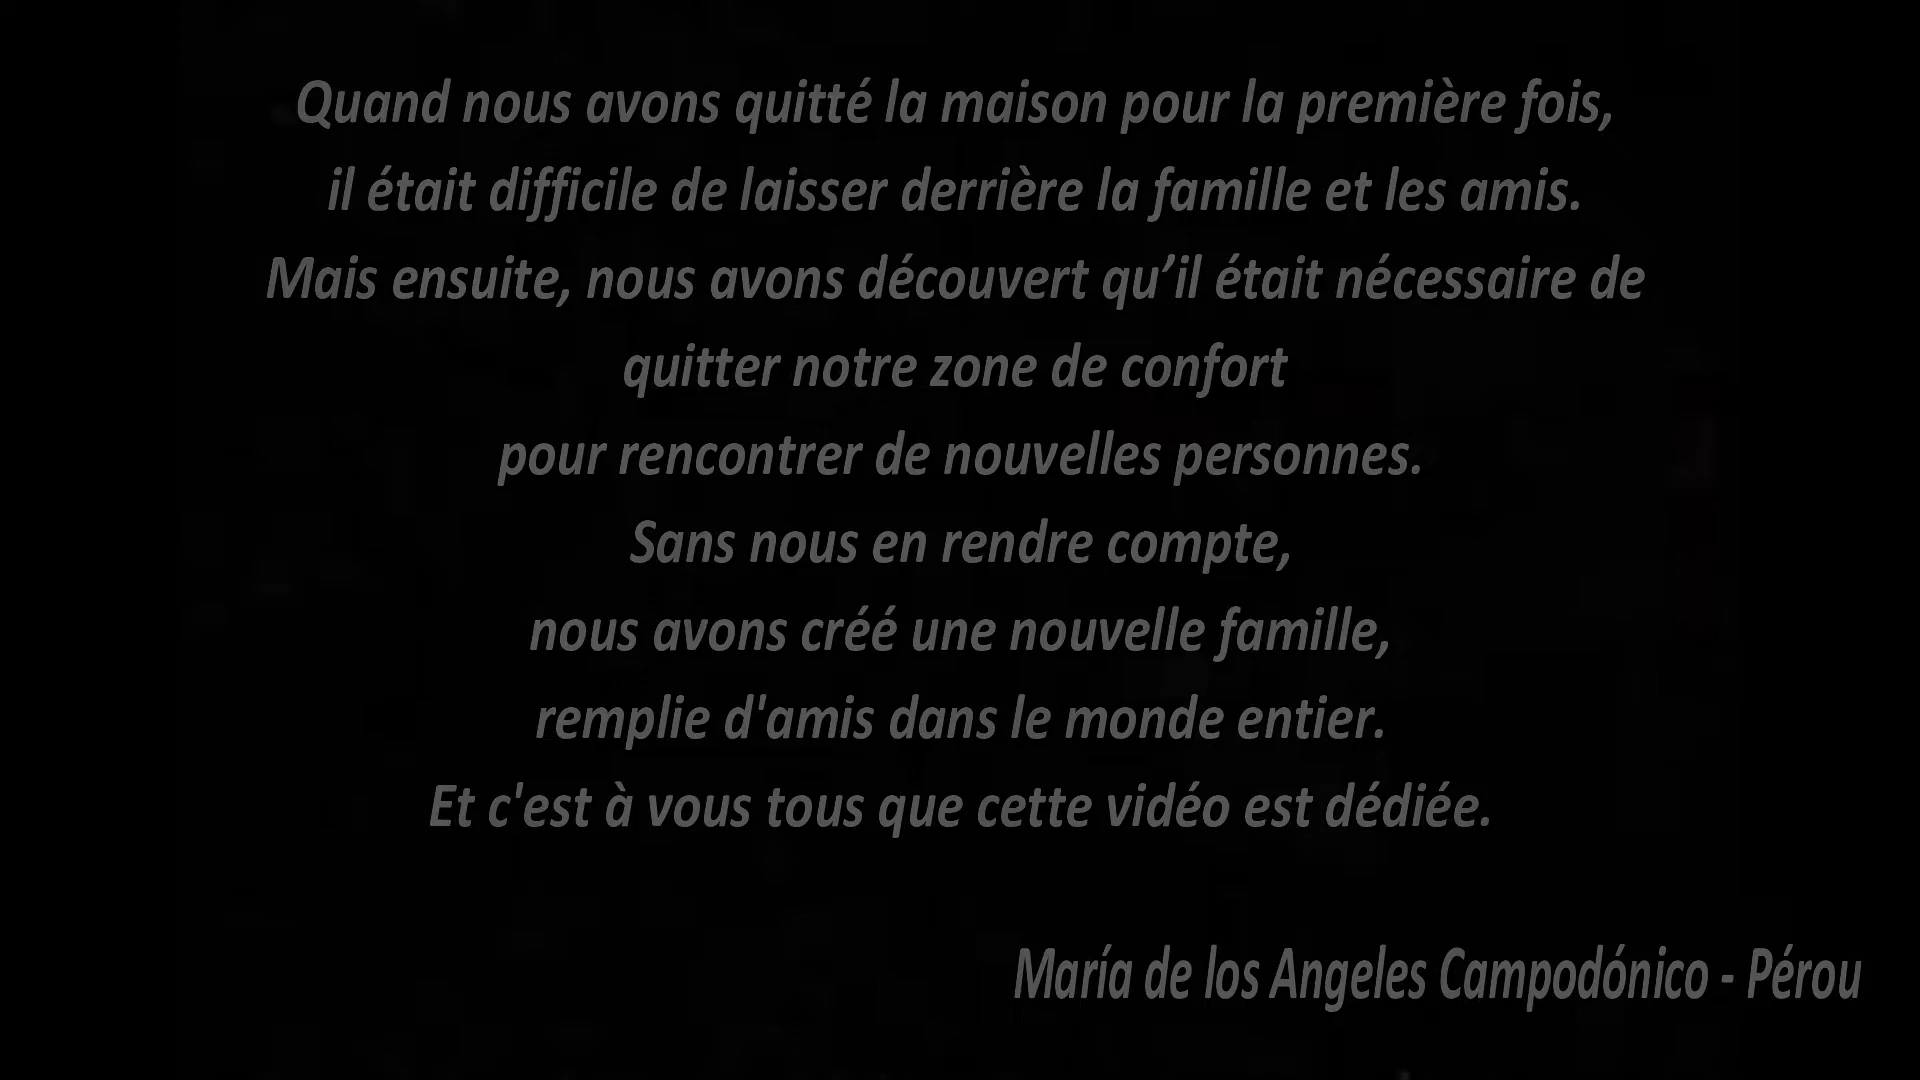 Quand nous avons quitté la maison pour la première fois,
il était difficile de laisser derrière la famille et les amis.
Mais ensuite, nous avons découvert qu’il était nécessaire de
quitter notre zone de confort
pour rencontrer de nouvelles personnes.
Sans nous en rendre compte,
nous avons créé une nouvelle famille,
remplie d'amis dans le monde entier.
Et c'est à vous tous que cette vidéo est dédiée.
María de los Angeles Campodónico - Pérou